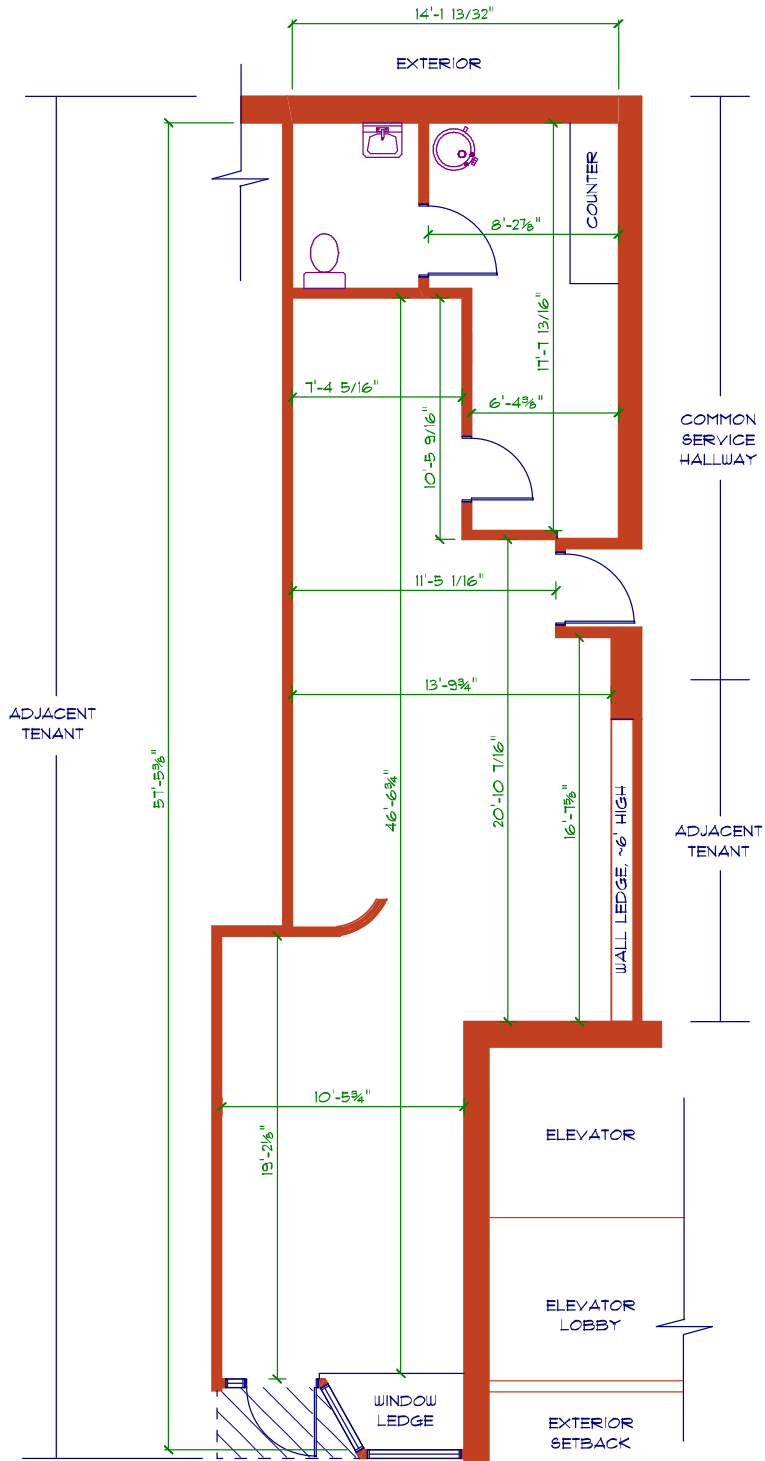 14'-1 13/32"
EXTERIOR
COUNTER
8'-2⅞"
17'-7 13/16"
7'-4 5/16"
6'-4⅜"
10'-5 9/16"
COMMON
SERVICE
HALLWAY
11'-5 1/16"
13'-9¾"
ADJACENT
TENANT
57'-5⅜"
46'-6¾"
20'-10 7/16"
16'-7⅝"
WALL LEDGE, ~6' HIGH
ADJACENT
TENANT
10'-5¾"
19'-2⅛"
ELEVATOR
ELEVATOR
LOBBY
WINDOW
LEDGE
EXTERIOR
SETBACK